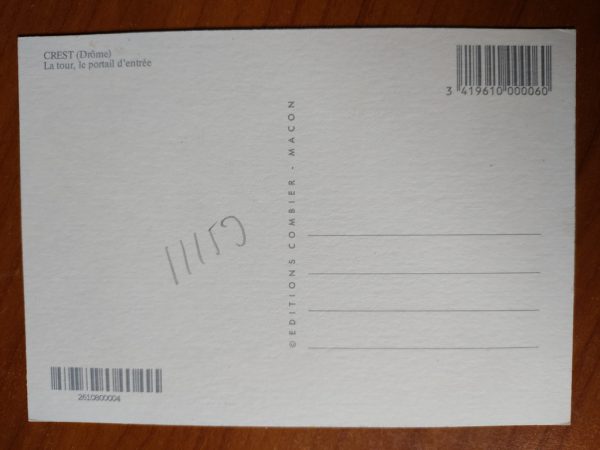 CREST (Drôme)
La tour, le portail d'entrée
3 419610 000060
© EDITIONS COMBIER - MACON
2610800004